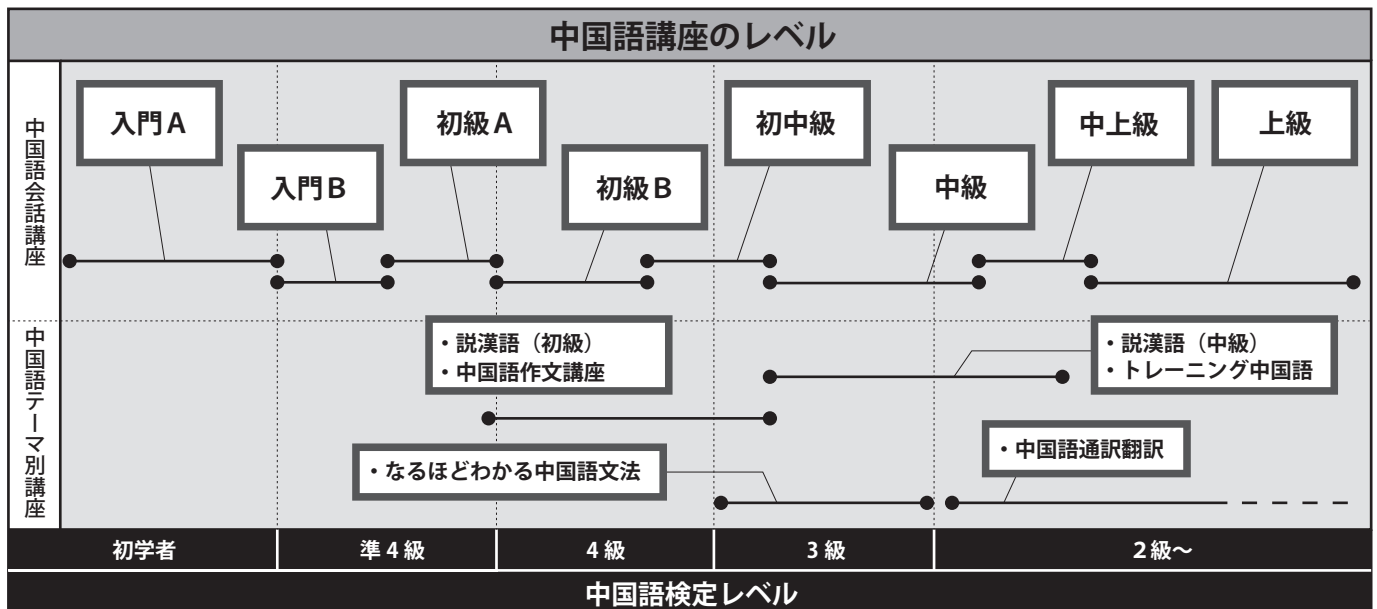 中国語講座のレベル
中国語会話講座
入門A
初級A
初中級
中上級
上級
入門B
初級B
中級
中国語テーマ別講座
・説漢語（初級）
・中国語作文講座
・説漢語（中級）
・トレーニング中国語
・なるほどわかる中国語文法
・中国語通訳翻訳
初学者
準4級
4級
3級
2級～
中国語検定レベル